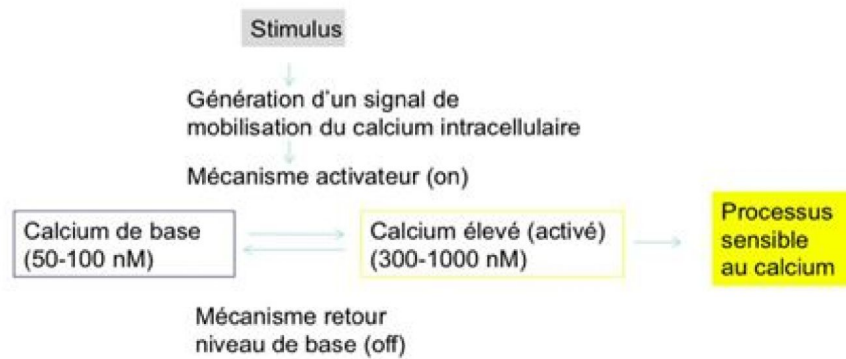 Stimulus
Génération d'un signal de
mobilisation du calcium intracellulaire
Mécanisme activateur (on)
Calcium de base
(50-100 nM)
Calcium élevé (activé)
(300-1000 nM)
Processus
sensible
au calcium
Mécanisme retour
niveau de base (off)